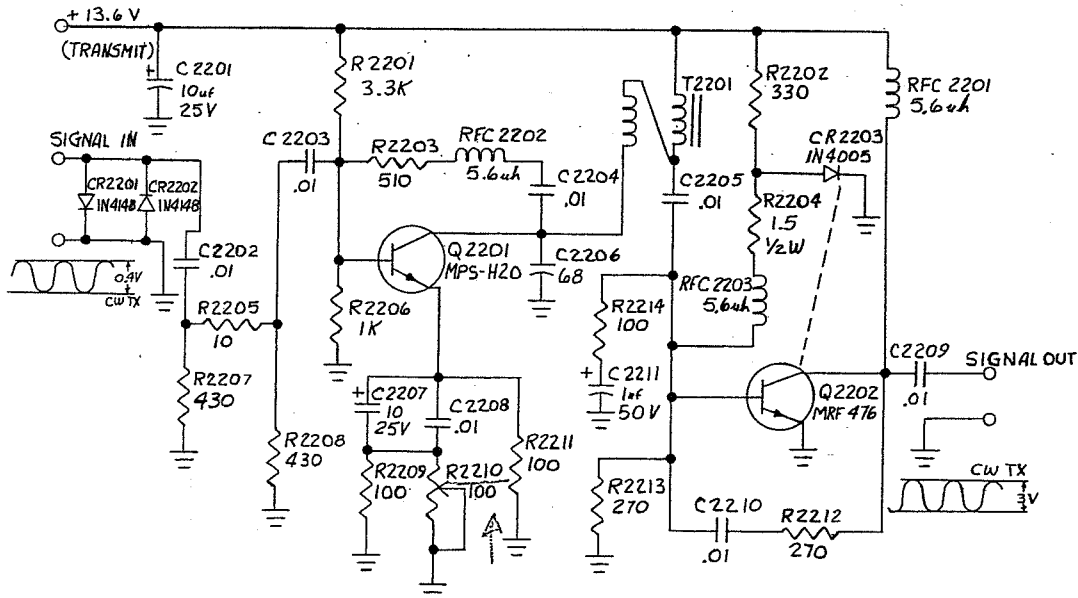 + 13.6 V
(TRANSMIT)
C 2201
10uf
25V
R 2201
3.3K
T2201
R2202
330
RFC 2201
5.6uh
SIGNAL IN
CR2201
1N4148
CR2202
1N4148
C 2203
.01
R2203
510
RFC 2202
5.6uh
C 2204
.01
C2205
.01
CR2203
1N4005
R2204
1.5
1/2W
0.4V
CW TX
C2202
.01
R2205
10
R2207
430
R2208
430
R2206
1K
Q2201
MPS-H20
C2206
68
RFC 2203
5.6uh
R2214
100
C2211
1uf
50V
C2207
10
25V
C2208
.01
R2209
100
R2210
100
R2211
100
Q2202
MRF 476
C2209
.01
SIGNAL OUT
CW TX
3V
R2213
270
C2210
.01
R2212
270